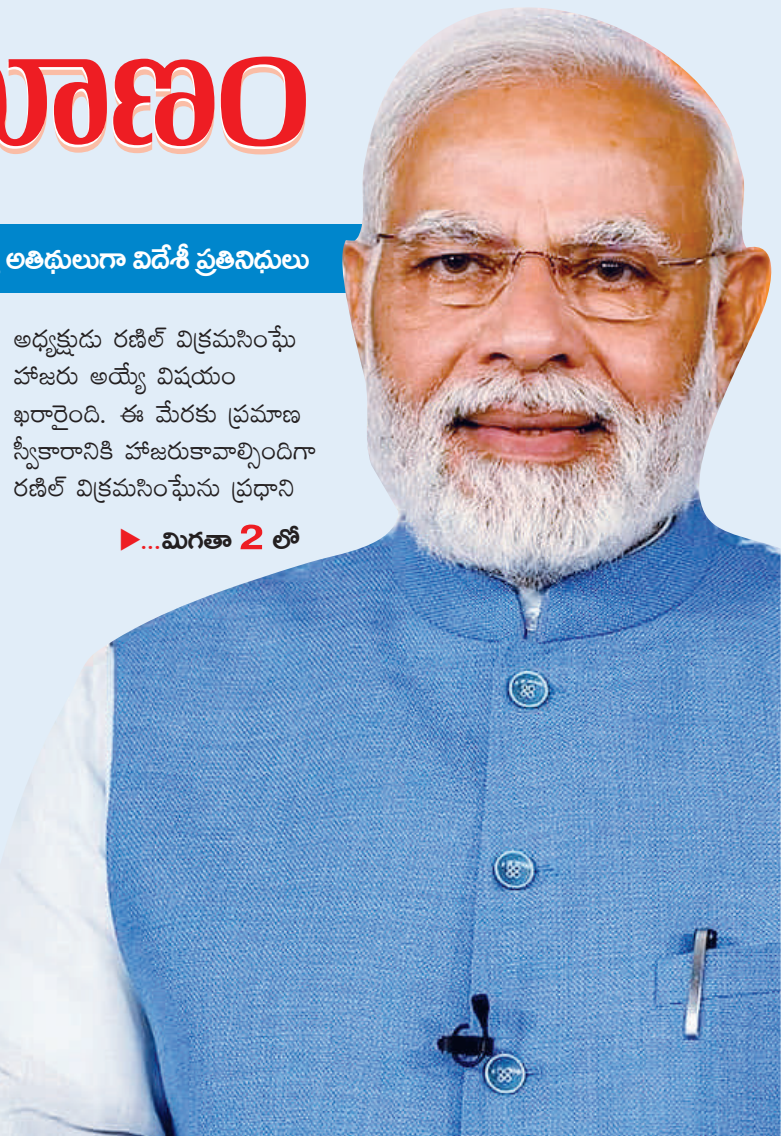 అతిథులుగా విదేశీ ప్రతినిధులు
అధ్యక్షుడు రణిల్ విక్రమసింఘే
హాజరు అయ్యే విషయం
ఖరారైంది. ఈ మేరకు ప్రమాణ
స్వీకారానికి హాజరుకావాల్సిందిగా
రణిల్ విక్రమసింఘేను ప్రధాని
▶...మిగతా 2 లో